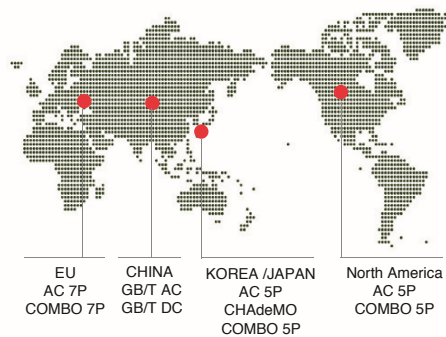 EU
AC 7P
COMBO 7P
CHINA
GB/T AC
GB/T DC
KOREA /JAPAN
AC 5P
CHAdeMO
COMBO 5P
North America
AC 5P
COMBO 5P